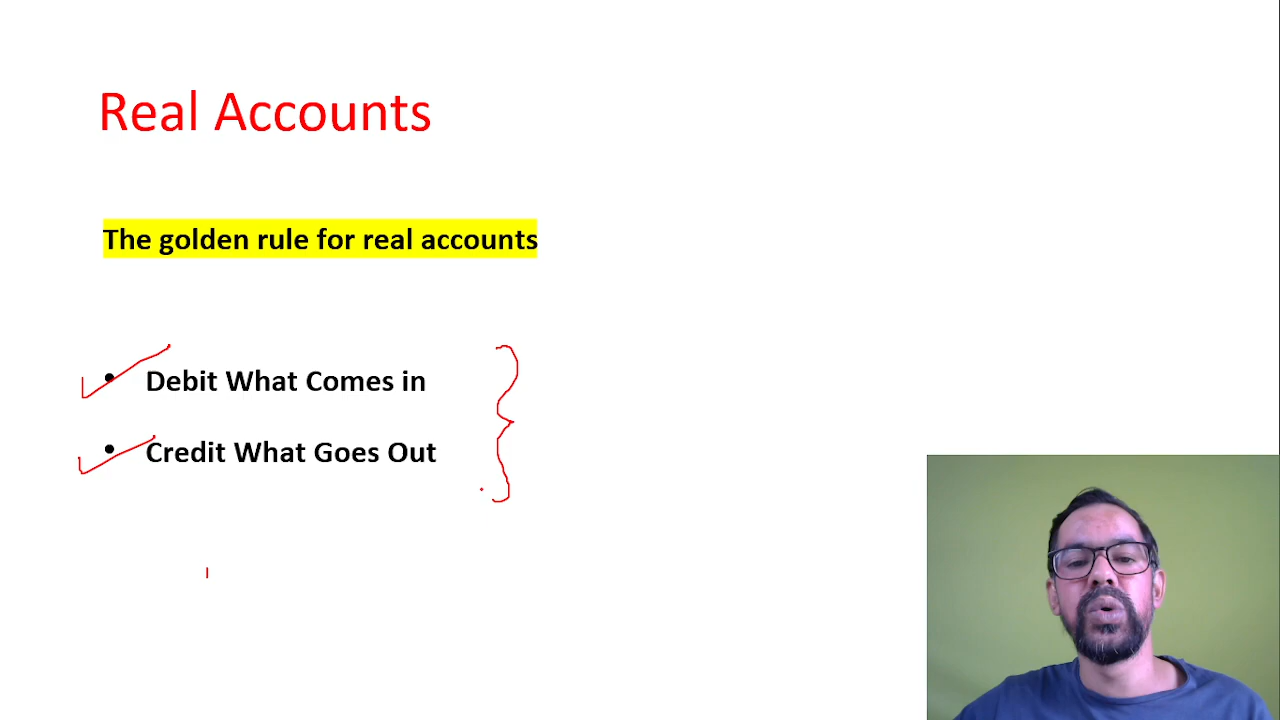 Real Accounts
The golden rule for real accounts
• Debit What Comes in
• Credit What Goes Out